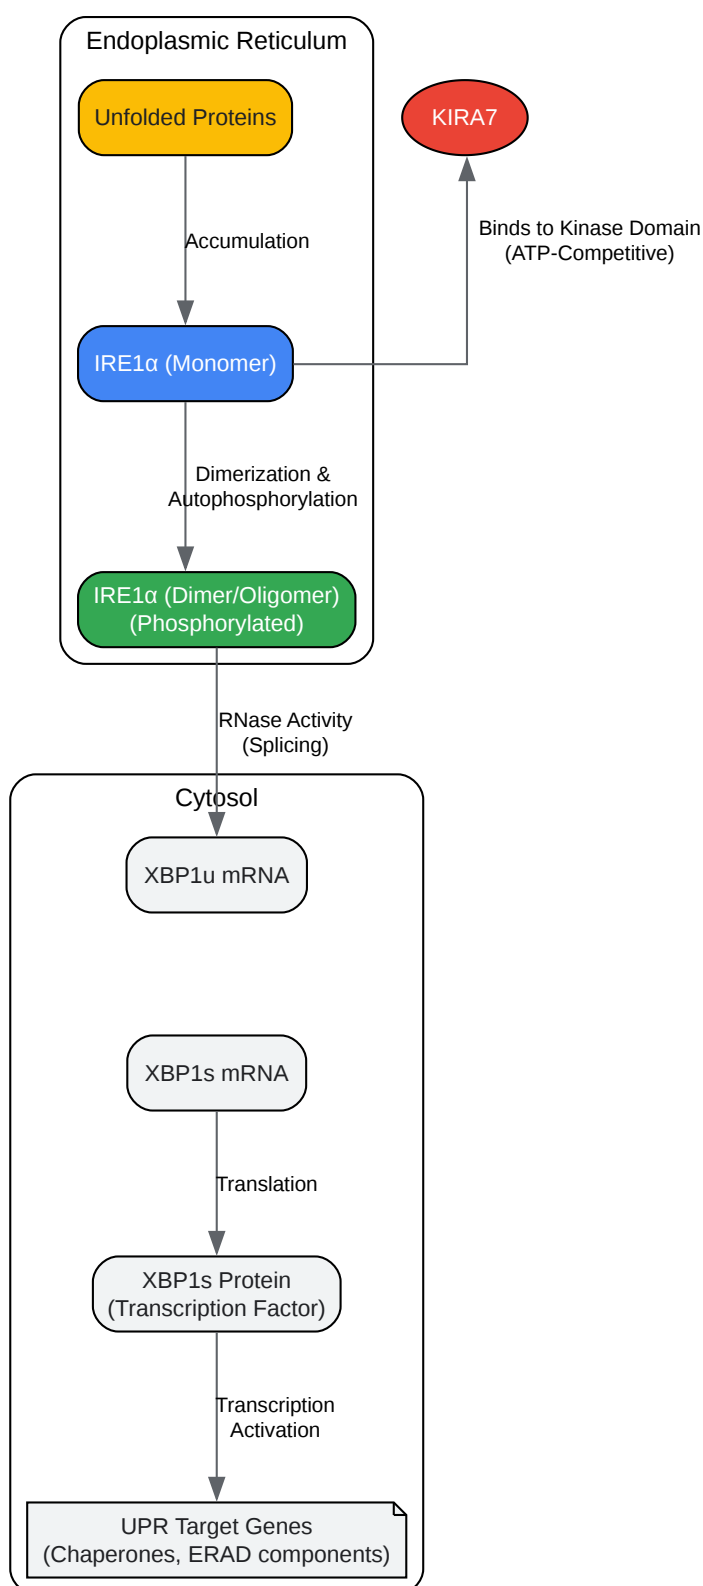 Endoplasmic Reticulum
Unfolded Proteins
KIRA7
Accumulation
Binds to Kinase Domain
(ATP-Competitive)
IRE1α (Monomer)
Dimerization &
Autophosphorylation
IRE1α (Dimer/Oligomer)
(Phosphorylated)
RNase Activity
(Splicing)
Cytosol
XBP1u mRNA
XBP1s mRNA
Translation
XBP1s Protein
(Transcription Factor)
Transcription
Activation
UPR Target Genes
(Chaperones, ERAD components)